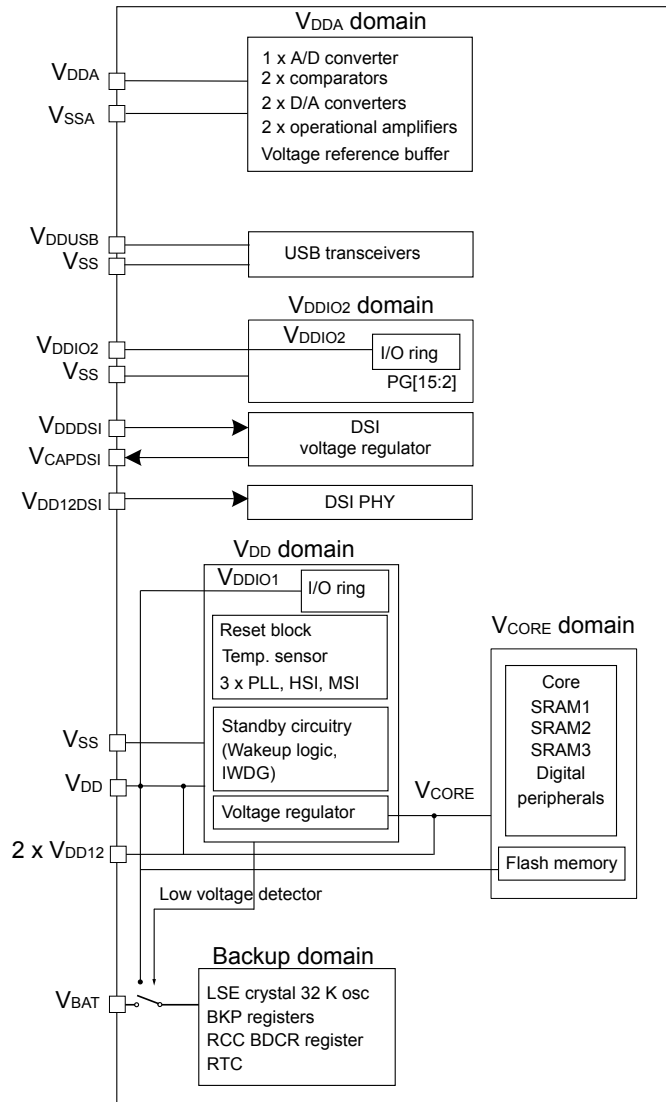 VDDA domain
1 x A/D converter
2 x comparators
2 x D/A converters
2 x operational amplifiers
Voltage reference buffer
VDDA
VSSA
VDDUSB
VSS
USB transceivers
VDDIO2 domain
VDDIO2
VDDIO2
I/O ring
VSS
PG[15:2]
VDDDSI
DSI
voltage regulator
VCAPDSI
VDD12DSI
DSI PHY
VDD domain
VDDIO1
I/O ring
Reset block
Temp. sensor
3 x PLL, HSI, MSI
VSS
Standby circuitry
(Wakeup logic,
IWDG)
VDD
Voltage regulator
VCORE
2 x VDD12
VCORE domain
Core
SRAM1
SRAM2
SRAM3
Digital
peripherals
Flash memory
Low voltage detector
Backup domain
VBAT
LSE crystal 32 K osc
BKP registers
RCC BDCR register
RTC